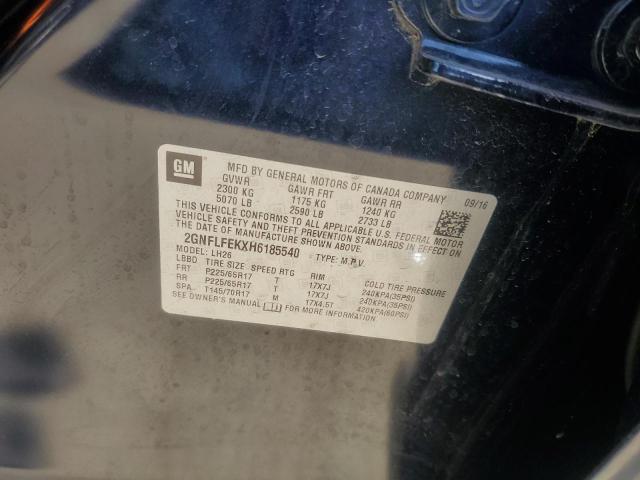 GM
MFD BY GENERAL MOTORS OF CANADA COMPANY
GVWR GAWR FRT GAWR RR 09/16
2300 KG 1175 KG 1240 KG
5070 LB 2590 LB 2733 LB
THIS VEHICLE CONFORMS TO ALL APPLICABLE U.S. FEDERAL MOTOR
VEHICLE SAFETY AND THEFT PREVENTION STANDARDS IN EFFECT ON
THE DATE OF MANUFACTURE SHOWN ABOVE.
2GNFLFEKXH6185540 TYPE: M.P.V.
MODEL: LH26
LBBD TIRE SIZE SPEED RTG RIM COLD TIRE PRESSURE
FRT P225/65R17 T 17X7J 240KPA(35PSI)
RR P225/65R17 T 17X7J 240KPA(35PSI)
SPA. T145/70R17 M 17X4.5T 420KPA(60PSI)
SEE OWNER'S MANUAL FOR MORE INFORMATION